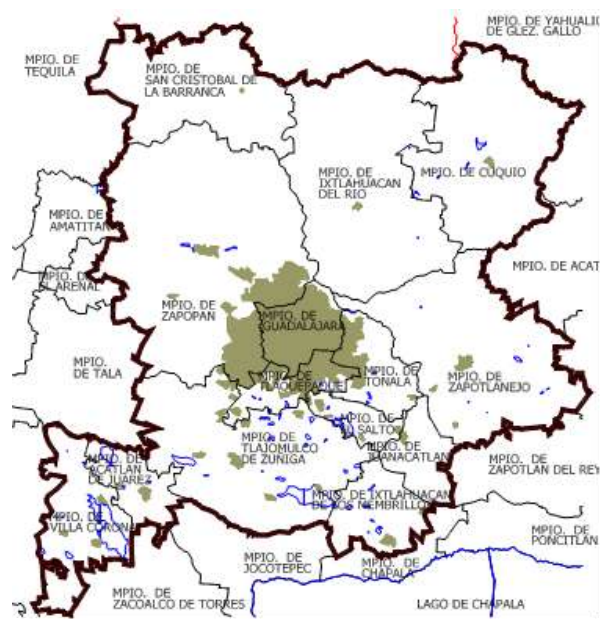 MPIO. DE YAHUALIC
DE GLEZ. GALLO
MPIO. DE
TEQUILA
MPIO. DE
SAN CRISTOBAL DE
LA BARRANCA
MPIO. DE
IXTLAHUACAN
DEL RIO
MPIO. DE CUQUIO
MPIO. DE
AMATITAN
MPIO. DE
EL ARENAL
MPIO. DE ACAT
MPIO. DE
ZAPOPAN
MPIO. DE
GUADALAJARA
MPIO.
DE TALA
MPIO. DE
TLAQUEPAQUE
MPIO. DE
TONALA
MPIO. DE
ZAPOTLANEJO
MPIO. DE
EL SALTO
MPIO. DE
TLAJOMULCO
DE ZUÑIGA
MPIO. DE
JUANACATLAN
MPIO. DE
ACATLAN
DE JUAREZ
MPIO. DE
ZAPOTLAN DEL REY
MPIO. DE IXTLAHUACAN
DE LOS MEMBRILLOS
MPIO. DE
VILLA CORONA
MPIO. DE
PONCITLAN
MPIO. DE
JOCOTEPEC
MPIO. DE
CHAPALA
MPIO. DE
ZACOALCO DE TORRES
LAGO DE CHAPALA